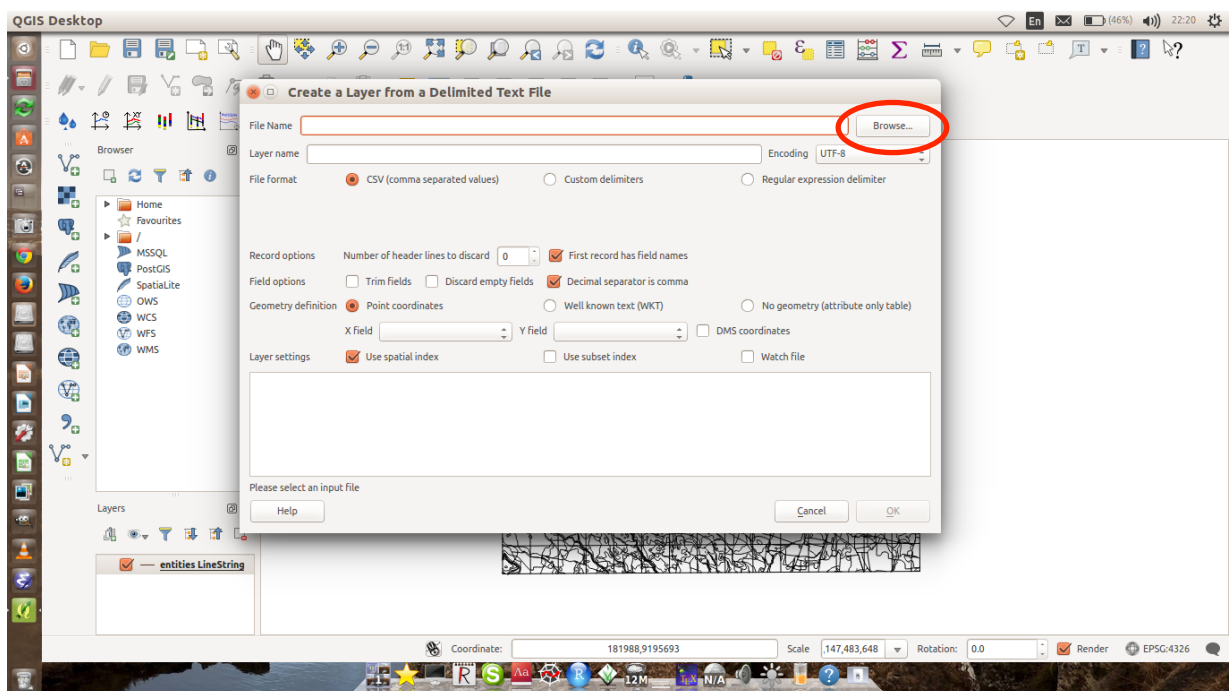 QGIS Desktop
En
(46%)
22:20
Create a Layer from a Delimited Text File
File Name
Browse...
Layer name
Encoding UTF-8
File format CSV (comma separated values) Custom delimiters Regular expression delimiter
Record options Number of header lines to discard 0 First record has field names
Field options Trim fields Discard empty fields Decimal separator is comma
Geometry definition Point coordinates Well known text (WKT) No geometry (attribute only table)
X field Y field DMS coordinates
Layer settings Use spatial index Use subset index Watch file
Please select an input file
Help Cancel OK
Browser
Home
Favourites
/
MSSQL
PostGIS
SpatiaLite
OWS
WCS
WFS
WMS
Layers
entities LineString
Coordinate: 181988,9195693 Scale ,147,483,648 Rotation: 0.0 Render EPSG:4326
R S Aa R 12M TEX N/A ?